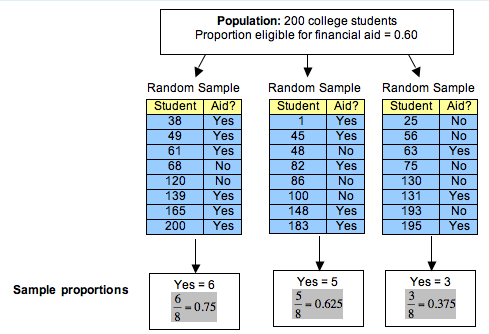 Population: 200 college students
Proportion eligible for financial aid = 0.60
Random Sample
Student Aid?
38 Yes
49 Yes
61 Yes
68 No
120 No
139 Yes
165 Yes
200 Yes
Random Sample
Student Aid?
1 Yes
45 Yes
48 No
82 Yes
86 No
100 No
148 Yes
183 Yes
Random Sample
Student Aid?
25 No
56 No
63 Yes
75 No
130 No
131 Yes
193 No
195 Yes
Sample proportions
Yes = 6
6/8 = 0.75
Yes = 5
5/8 = 0.625
Yes = 3
3/8 = 0.375